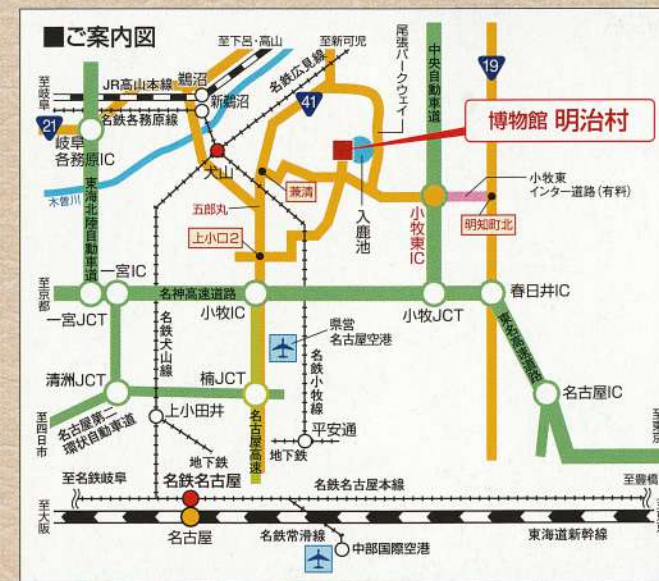 ■ご案内図
至下呂・高山
至新可児
尾張パークウェイ
中央自動車道
19
至岐阜
JR高山本線
鵜沼
新鵜沼
名鉄広見線
41
博物館 明治村
21
名鉄各務原線
岐阜
各務原IC
犬山
兼清
小牧東
インター道路(有料)
木曽川
東海北陸自動車道
五郎丸
入鹿池
小牧東IC
明知町北
上小口2
一宮IC
至京都
名神高速道路
一宮JCT
小牧IC
小牧JCT
春日井IC
名鉄犬山線
県営
名古屋空港
名鉄小牧線
東名高速道路
清洲JCT
楠JCT
名古屋IC
至四日市
名古屋第二
環状自動車道
上小田井
地下鉄
名古屋高速
平安通
地下鉄
至東京
至名鉄岐阜
名鉄名古屋
名鉄名古屋本線
至豊橋
至大阪
名古屋
名鉄常滑線
東海道新幹線
中部国際空港